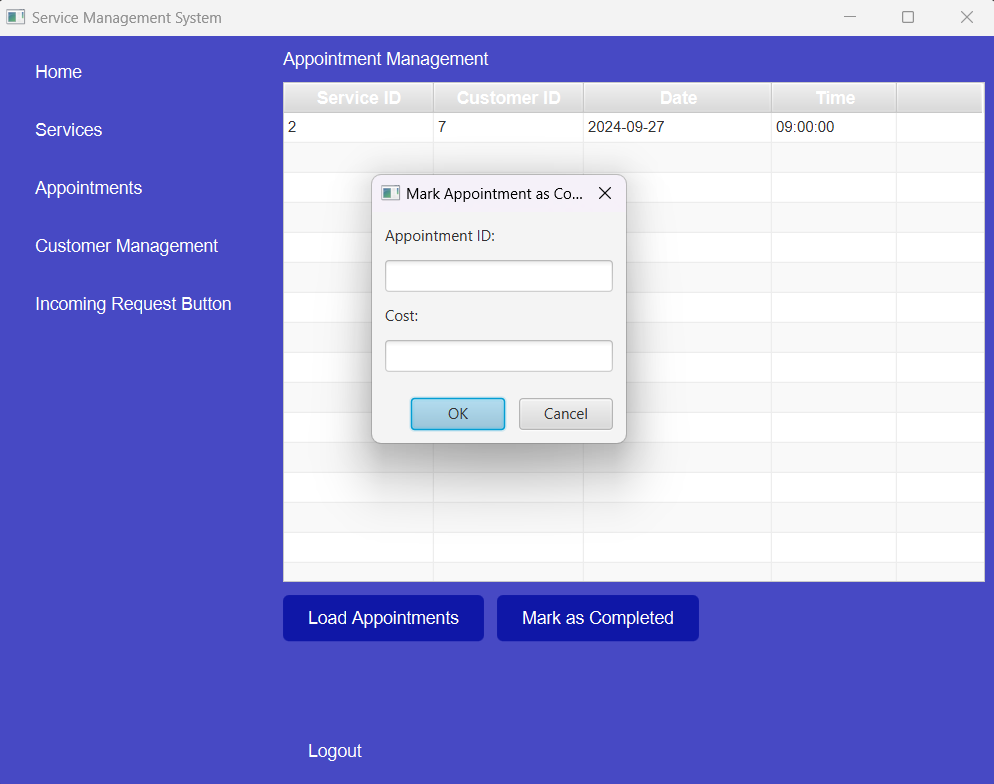 Service Management System
Home
Services
Appointments
Customer Management
Incoming Request Button
Appointment Management
Service ID Customer ID Date Time
2 7 2024-09-27 09:00:00
Mark Appointment as Co...
Appointment ID:
Cost:
OK Cancel
Load Appointments Mark as Completed
Logout